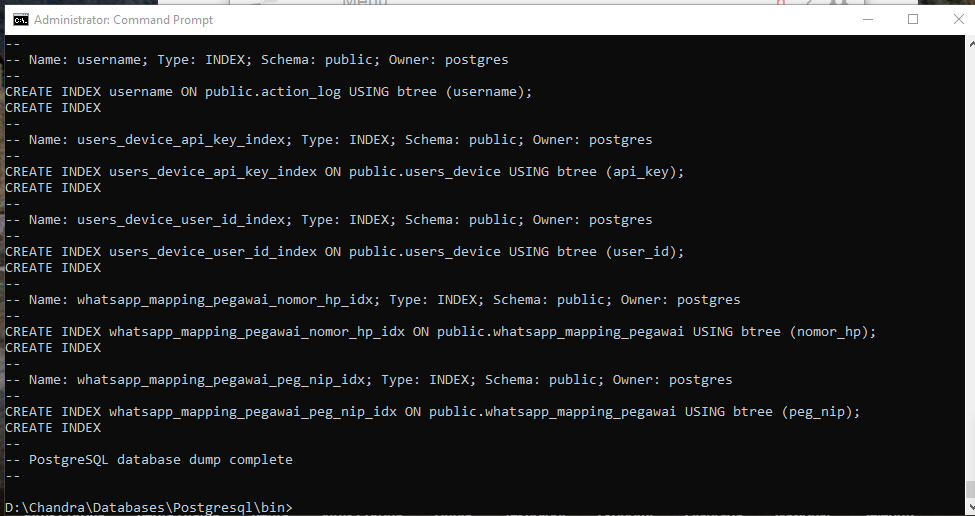 Menu
Administrator: Command Prompt
--
-- Name: username; Type: INDEX; Schema: public; Owner: postgres
--
CREATE INDEX username ON public.action_log USING btree (username);
CREATE INDEX
--
-- Name: users_device_api_key_index; Type: INDEX; Schema: public; Owner: postgres
--
CREATE INDEX users_device_api_key_index ON public.users_device USING btree (api_key);
CREATE INDEX
--
-- Name: users_device_user_id_index; Type: INDEX; Schema: public; Owner: postgres
--
CREATE INDEX users_device_user_id_index ON public.users_device USING btree (user_id);
CREATE INDEX
--
-- Name: whatsapp_mapping_pegawai_nomor_hp_idx; Type: INDEX; Schema: public; Owner: postgres
--
CREATE INDEX whatsapp_mapping_pegawai_nomor_hp_idx ON public.whatsapp_mapping_pegawai USING btree (nomor_hp);
CREATE INDEX
--
-- Name: whatsapp_mapping_pegawai_peg_nip_idx; Type: INDEX; Schema: public; Owner: postgres
--
CREATE INDEX whatsapp_mapping_pegawai_peg_nip_idx ON public.whatsapp_mapping_pegawai USING btree (peg_nip);
CREATE INDEX
--
-- PostgreSQL database dump complete
--
D:\Chandra\Databases\Postgresql\bin>